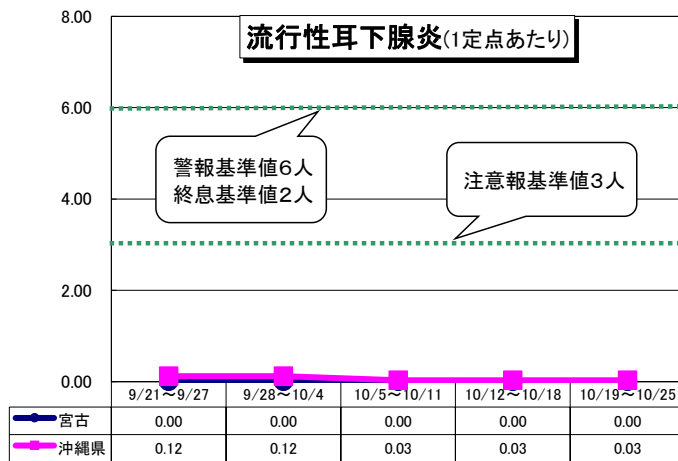 流行性耳下腺炎(1定点あたり)
8.00
6.00
警報基準値6人
終息基準値2人
注意報基準値3人
4.00
2.00
0.00
9/21～9/27 9/28～10/4 10/5～10/11 10/12～10/18 10/19～10/25
宮古 0.00 0.00 0.00 0.00 0.00
沖縄県 0.12 0.12 0.03 0.03 0.03